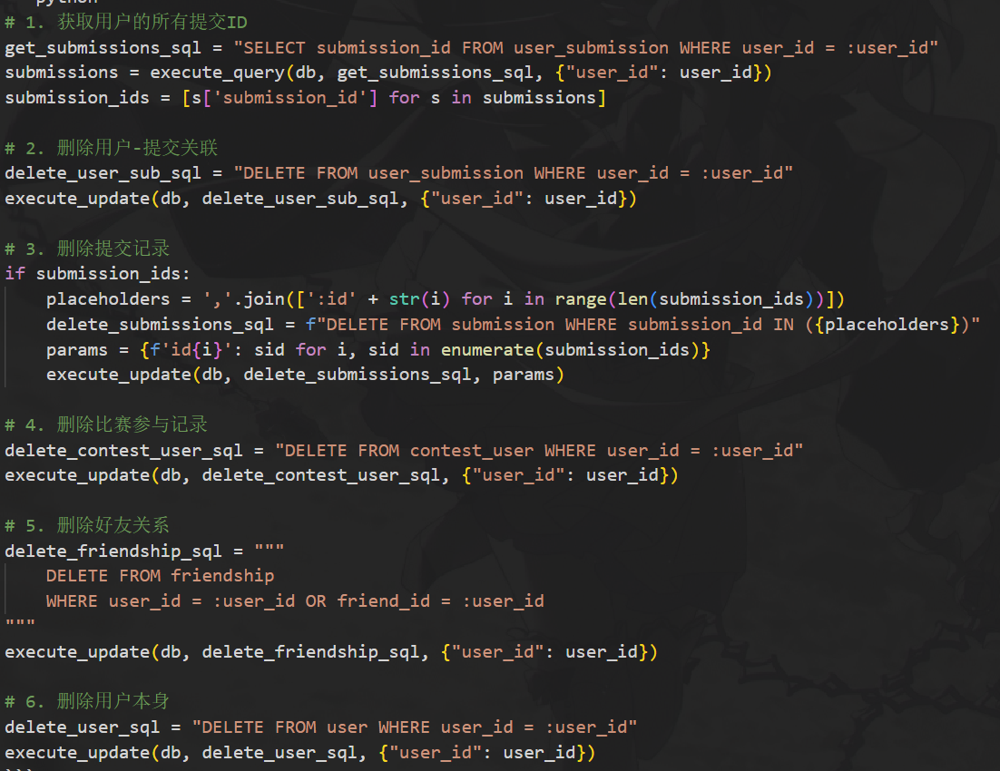 python
# 1. 获取用户的所有提交ID
get_submissions_sql = "SELECT submission_id FROM user_submission WHERE user_id = :user_id"
submissions = execute_query(db, get_submissions_sql, {"user_id": user_id})
submission_ids = [s['submission_id'] for s in submissions]
# 2. 删除用户-提交关联
delete_user_sub_sql = "DELETE FROM user_submission WHERE user_id = :user_id"
execute_update(db, delete_user_sub_sql, {"user_id": user_id})
# 3. 删除提交记录
if submission_ids:
    placeholders = ','.join([':id' + str(i) for i in range(len(submission_ids))])
    delete_submissions_sql = f"DELETE FROM submission WHERE submission_id IN ({placeholders})"
    params = {f'id{i}': sid for i, sid in enumerate(submission_ids)}
    execute_update(db, delete_submissions_sql, params)
# 4. 删除比赛参与记录
delete_contest_user_sql = "DELETE FROM contest_user WHERE user_id = :user_id"
execute_update(db, delete_contest_user_sql, {"user_id": user_id})
# 5. 删除好友关系
delete_friendship_sql = """
    DELETE FROM friendship
    WHERE user_id = :user_id OR friend_id = :user_id
"""
execute_update(db, delete_friendship_sql, {"user_id": user_id})
# 6. 删除用户本身
delete_user_sql = "DELETE FROM user WHERE user_id = :user_id"
execute_update(db, delete_user_sql, {"user_id": user_id})
```